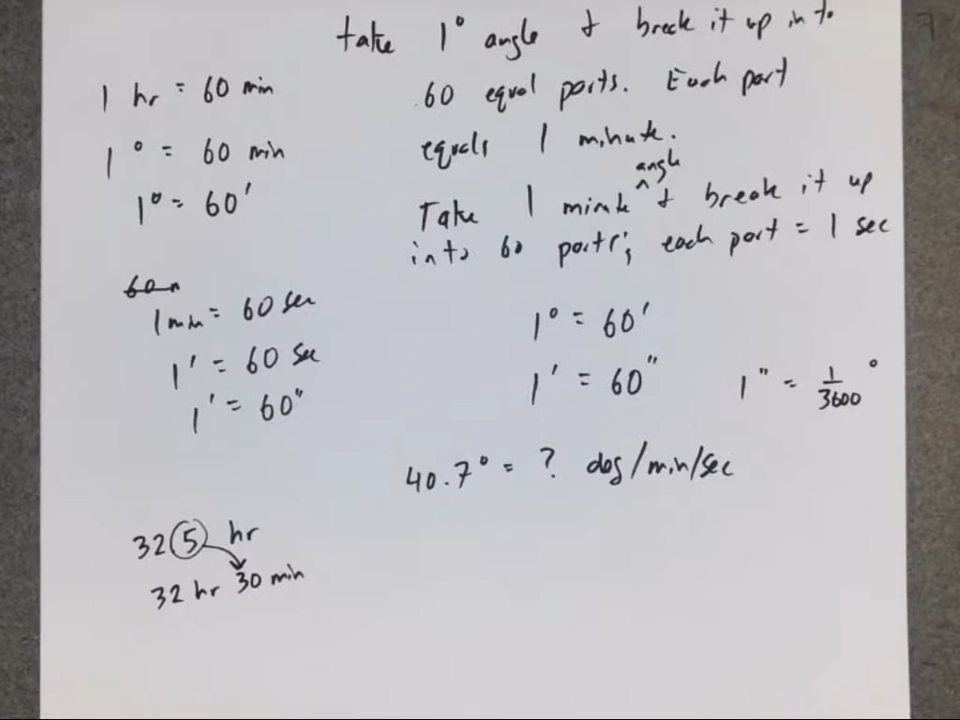 take 1° angle & break it up into
60 equal parts. Each part
equals 1 minute.
angle
Take 1 minute ^ & break it up
into 60 parts; each part = 1 sec
1 hr = 60 min
1° = 60 min
1° = 60'
1 min = 60 sec
1' = 60 sec
1' = 60"
1° = 60'
1' = 60"
1" = 1/3600 °
40.7° = ? deg/min/sec
32 5 hr
32 hr 30 min